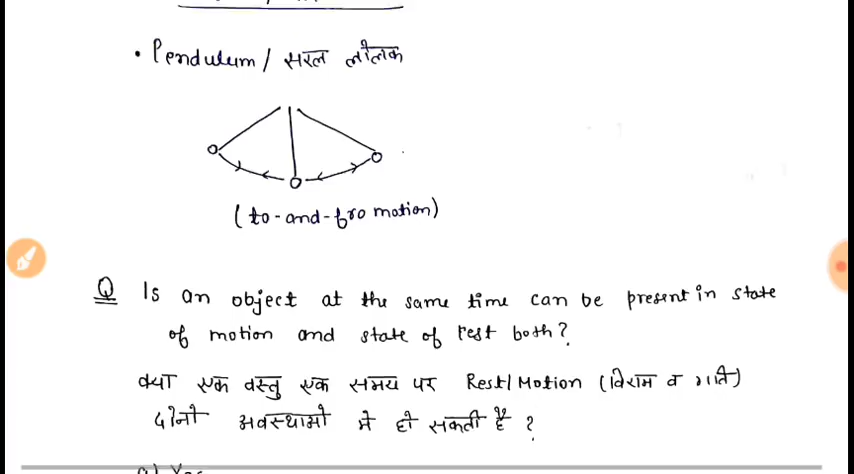 • Pendulum / सरल लोलक
(to-and-fro motion)
Q Is an object at the same time can be present in state
of motion and state of rest both?
क्या एक वस्तु एक समय पर Rest/Motion (विराम व गति)
दोनो अवस्थाओ मे हो सकती है ?
a) Yes